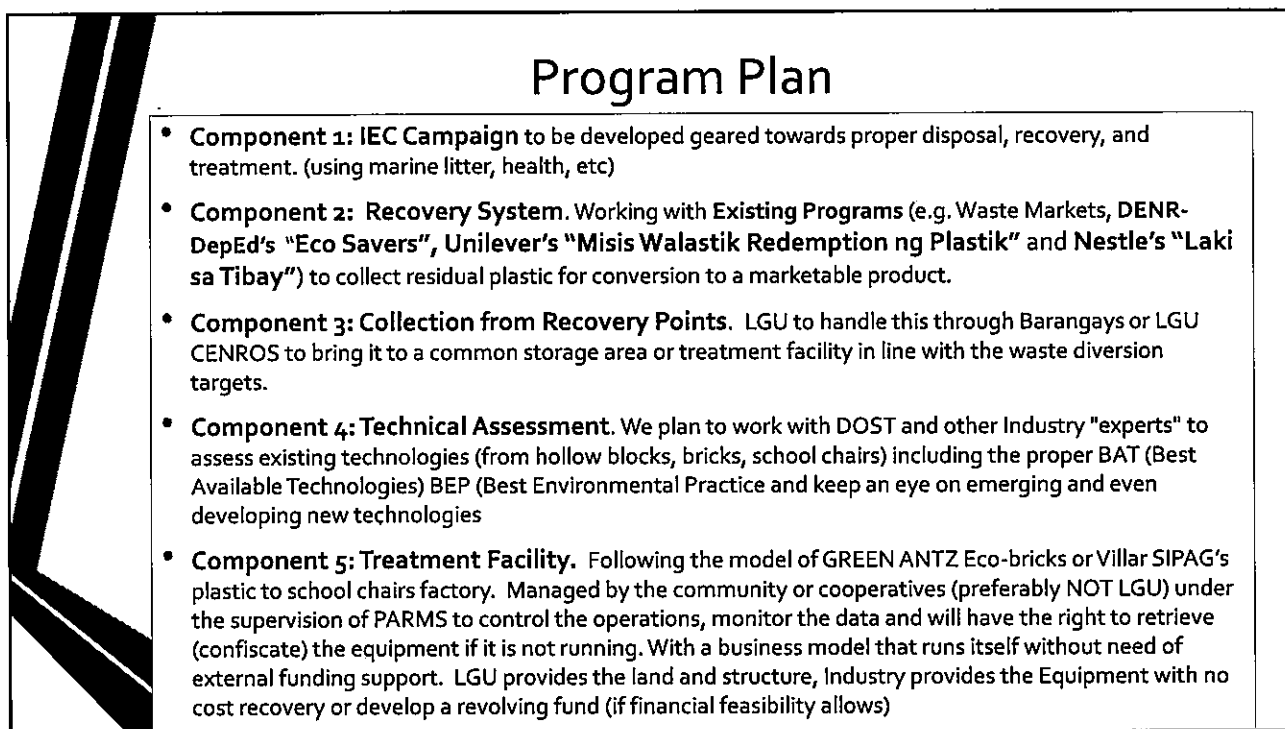 Program Plan
• Component 1: IEC Campaign to be developed geared towards proper disposal, recovery, and
treatment. (using marine litter, health, etc)
• Component 2: Recovery System. Working with Existing Programs (e.g. Waste Markets, DENR-
DepEd's "Eco Savers", Unilever's "Misis Walastik Redemption ng Plastik" and Nestle's "Laki
sa Tibay") to collect residual plastic for conversion to a marketable product.
• Component 3: Collection from Recovery Points. LGU to handle this through Barangays or LGU
CENROS to bring it to a common storage area or treatment facility in line with the waste diversion
targets.
• Component 4: Technical Assessment. We plan to work with DOST and other Industry "experts" to
assess existing technologies (from hollow blocks, bricks, school chairs) including the proper BAT (Best
Available Technologies) BEP (Best Environmental Practice and keep an eye on emerging and even
developing new technologies
• Component 5: Treatment Facility. Following the model of GREEN ANTZ Eco-bricks or Villar SIPAG's
plastic to school chairs factory. Managed by the community or cooperatives (preferably NOT LGU) under
the supervision of PARMS to control the operations, monitor the data and will have the right to retrieve
(confiscate) the equipment if it is not running. With a business model that runs itself without need of
external funding support. LGU provides the land and structure, Industry provides the Equipment with no
cost recovery or develop a revolving fund (if financial feasibility allows)